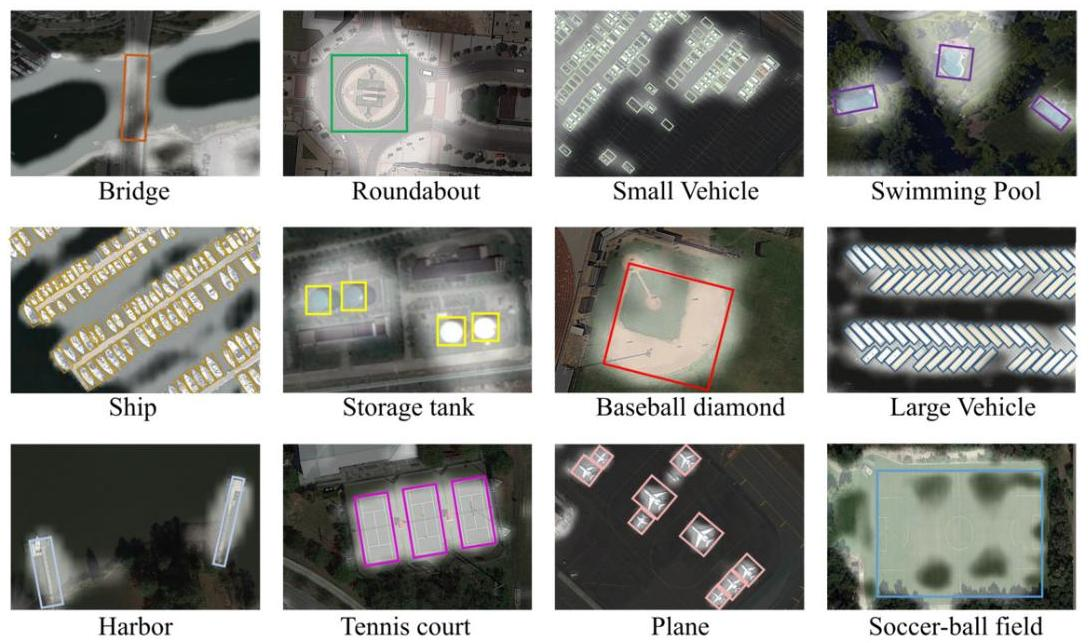 Bridge
Roundabout
Small Vehicle
Swimming Pool
Ship
Storage tank
Baseball diamond
Large Vehicle
Harbor
Tennis court
Plane
Soccer-ball field